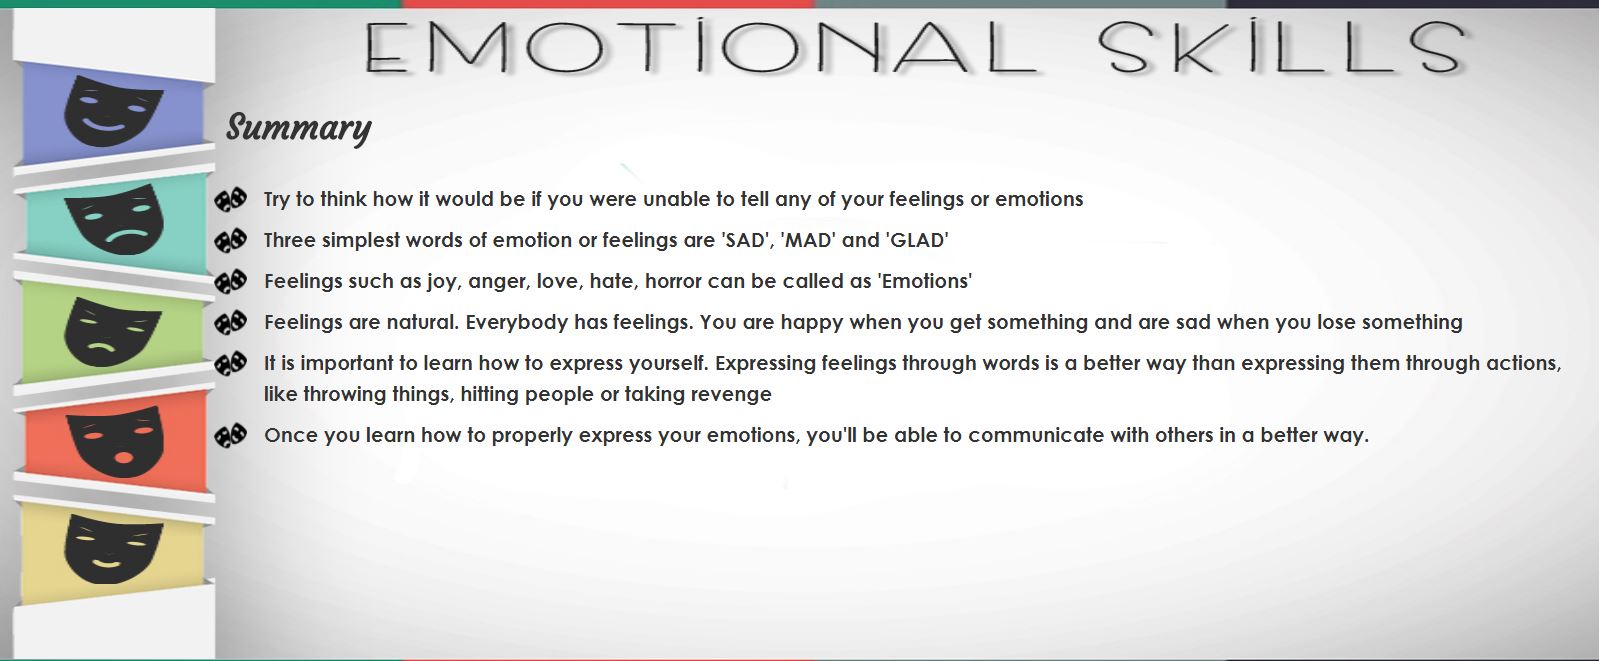 EMOTIONAL SKILLS
Summary
Try to think how it would be if you were unable to tell any of your feelings or emotions
Three simplest words of emotion or feelings are 'SAD', 'MAD' and 'GLAD'
Feelings such as joy, anger, love, hate, horror can be called as 'Emotions'
Feelings are natural. Everybody has feelings. You are happy when you get something and are sad when you lose something
It is important to learn how to express yourself. Expressing feelings through words is a better way than expressing them through actions,
like throwing things, hitting people or taking revenge
Once you learn how to properly express your emotions, you'll be able to communicate with others in a better way.